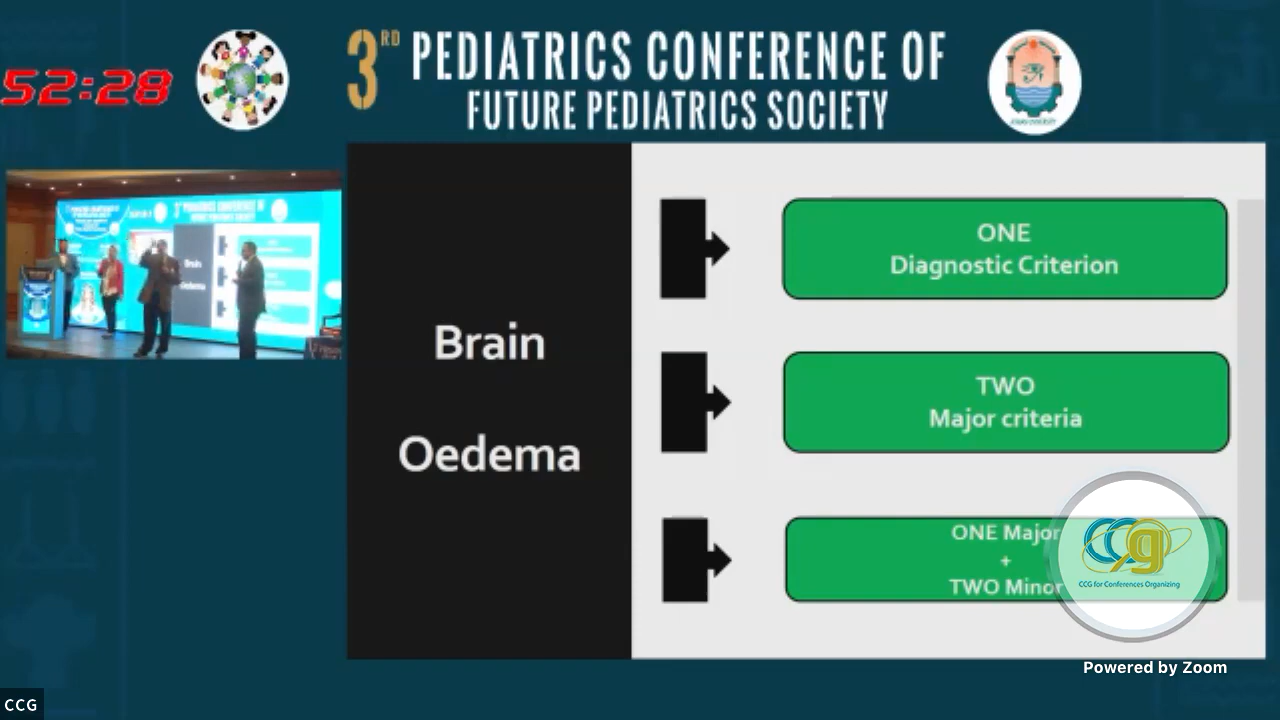 52:28
3RD PEDIATRICS CONFERENCE OF
FUTURE PEDIATRICS SOCIETY
Brain
Oedema
ONE
Diagnostic Criterion
TWO
Major criteria
ONE Major
+
TWO Minor
CCg
CCG for Conferences Organizing
Powered by Zoom
CCG